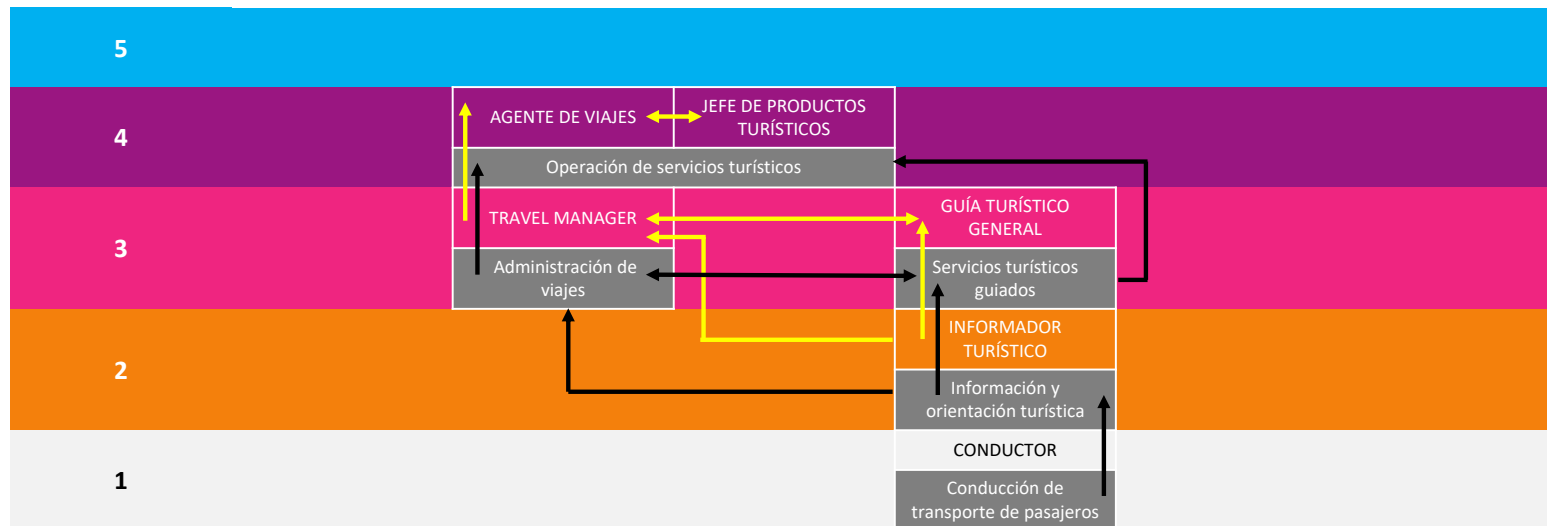 5
4
AGENTE DE VIAJES
JEFE DE PRODUCTOS
TURÍSTICOS
Operación de servicios turísticos
3
TRAVEL MANAGER
GUÍA TURÍSTICO
GENERAL
Administración de
viajes
Servicios turísticos
guiados
2
INFORMADOR
TURÍSTICO
Información y
orientación turística
1
CONDUCTOR
Conducción de
transporte de pasajeros